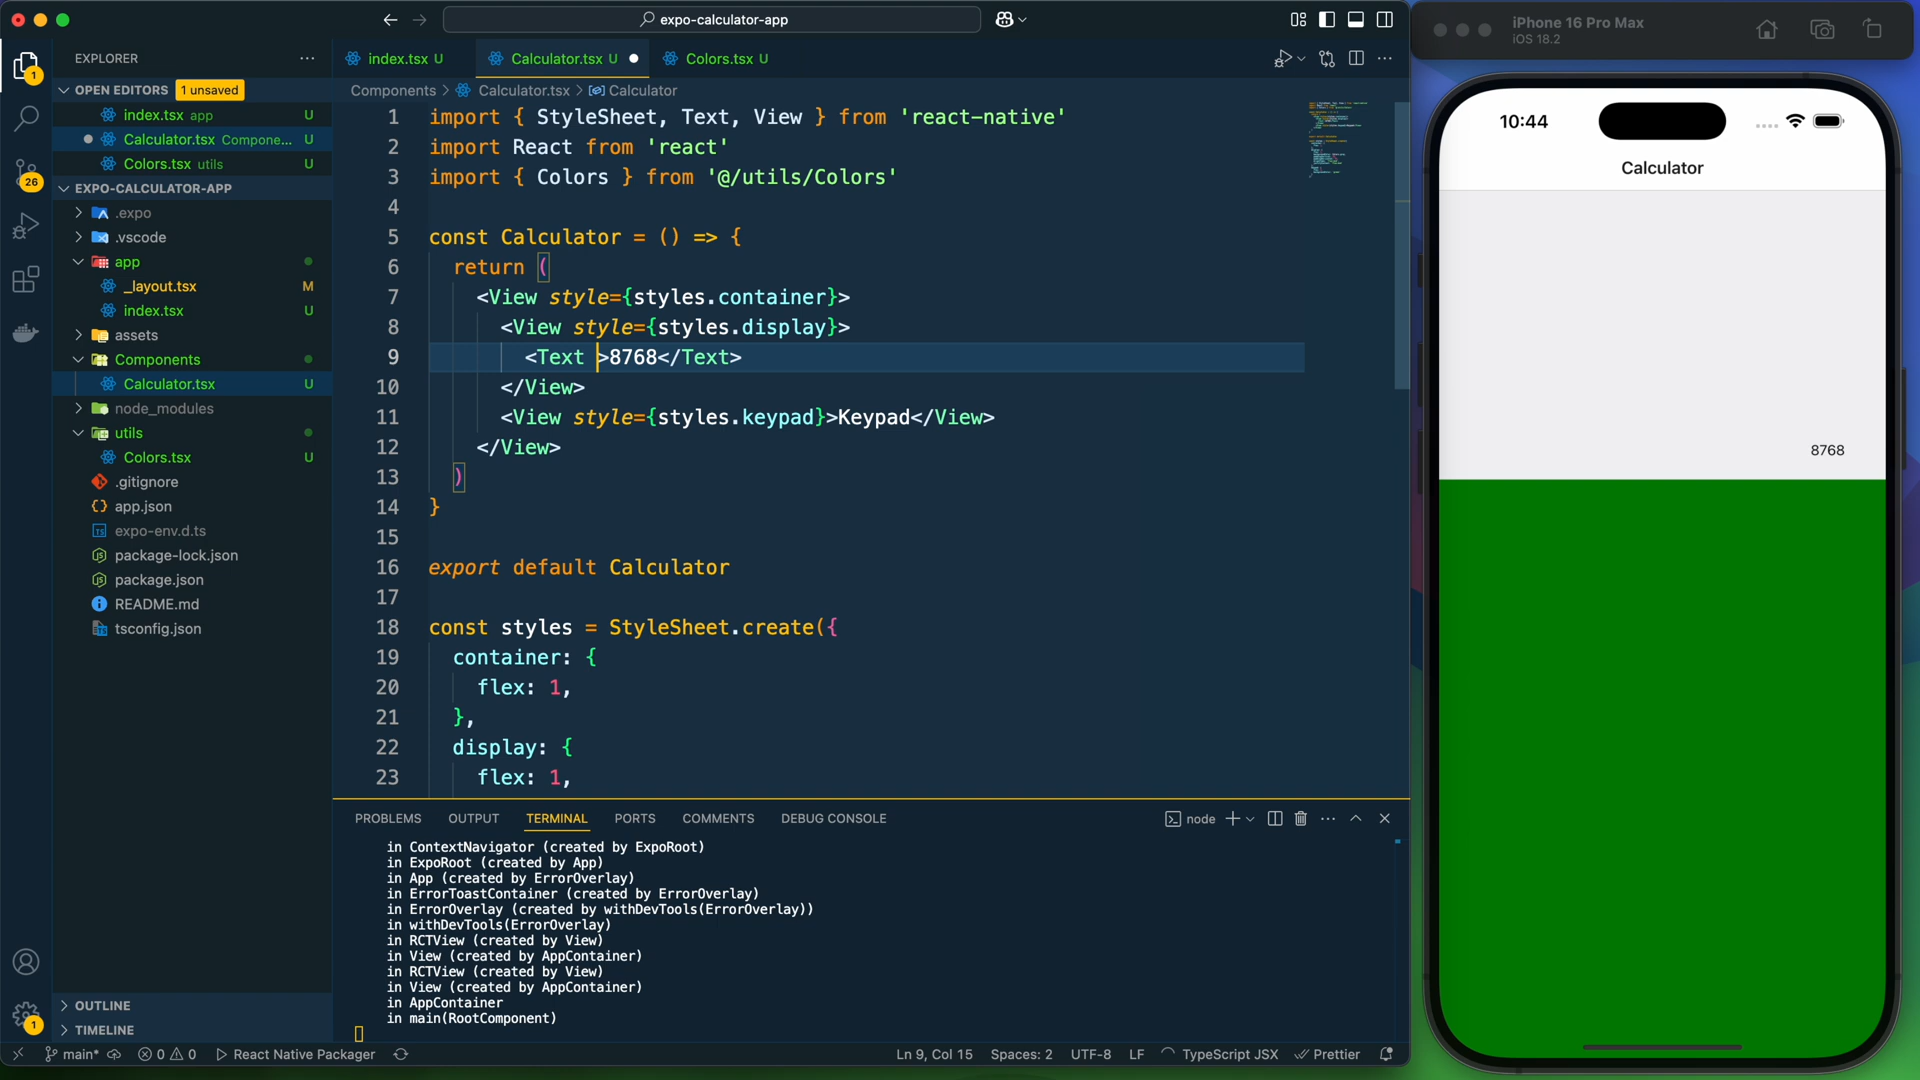 expo-calculator-app
EXPLORER
OPEN EDITORS 1 unsaved
index.tsx app U
Calculator.tsx Compone... U
Colors.tsx utils U
EXPO-CALCULATOR-APP
.expo
.vscode
app
_layout.tsx M
index.tsx U
assets
Components
Calculator.tsx U
node_modules
utils
Colors.tsx U
.gitignore
app.json
expo-env.d.ts
package-lock.json
package.json
README.md
tsconfig.json
OUTLINE
TIMELINE
1
26
1
index.tsx U Calculator.tsx U Colors.tsx U
Components > Calculator.tsx > Calculator
1 import { StyleSheet, Text, View } from 'react-native'
2 import React from 'react'
3 import { Colors } from '@/utils/Colors'
4
5 const Calculator = () => {
6 return (
7 <View style={styles.container}>
8 <View style={styles.display}>
9 <Text >8768</Text>
10 </View>
11 <View style={styles.keypad}>Keypad</View>
12 </View>
13 )
14 }
15
16 export default Calculator
17
18 const styles = StyleSheet.create({
19 container: {
20 flex: 1,
21 },
22 display: {
23 flex: 1,
PROBLEMS OUTPUT TERMINAL PORTS COMMENTS DEBUG CONSOLE node
in ContextNavigator (created by ExpoRoot)
in ExpoRoot (created by App)
in App (created by ErrorOverlay)
in ErrorToastContainer (created by ErrorOverlay)
in ErrorOverlay (created by withDevTools(ErrorOverlay))
in withDevTools(ErrorOverlay)
in RCTView (created by View)
in View (created by AppContainer)
in RCTView (created by View)
in View (created by AppContainer)
in AppContainer
in main(RootComponent)
main* 0 0 React Native Packager Ln 9, Col 15 Spaces: 2 UTF-8 LF TypeScript JSX Prettier
iPhone 16 Pro Max
iOS 18.2
10:44
Calculator
8768